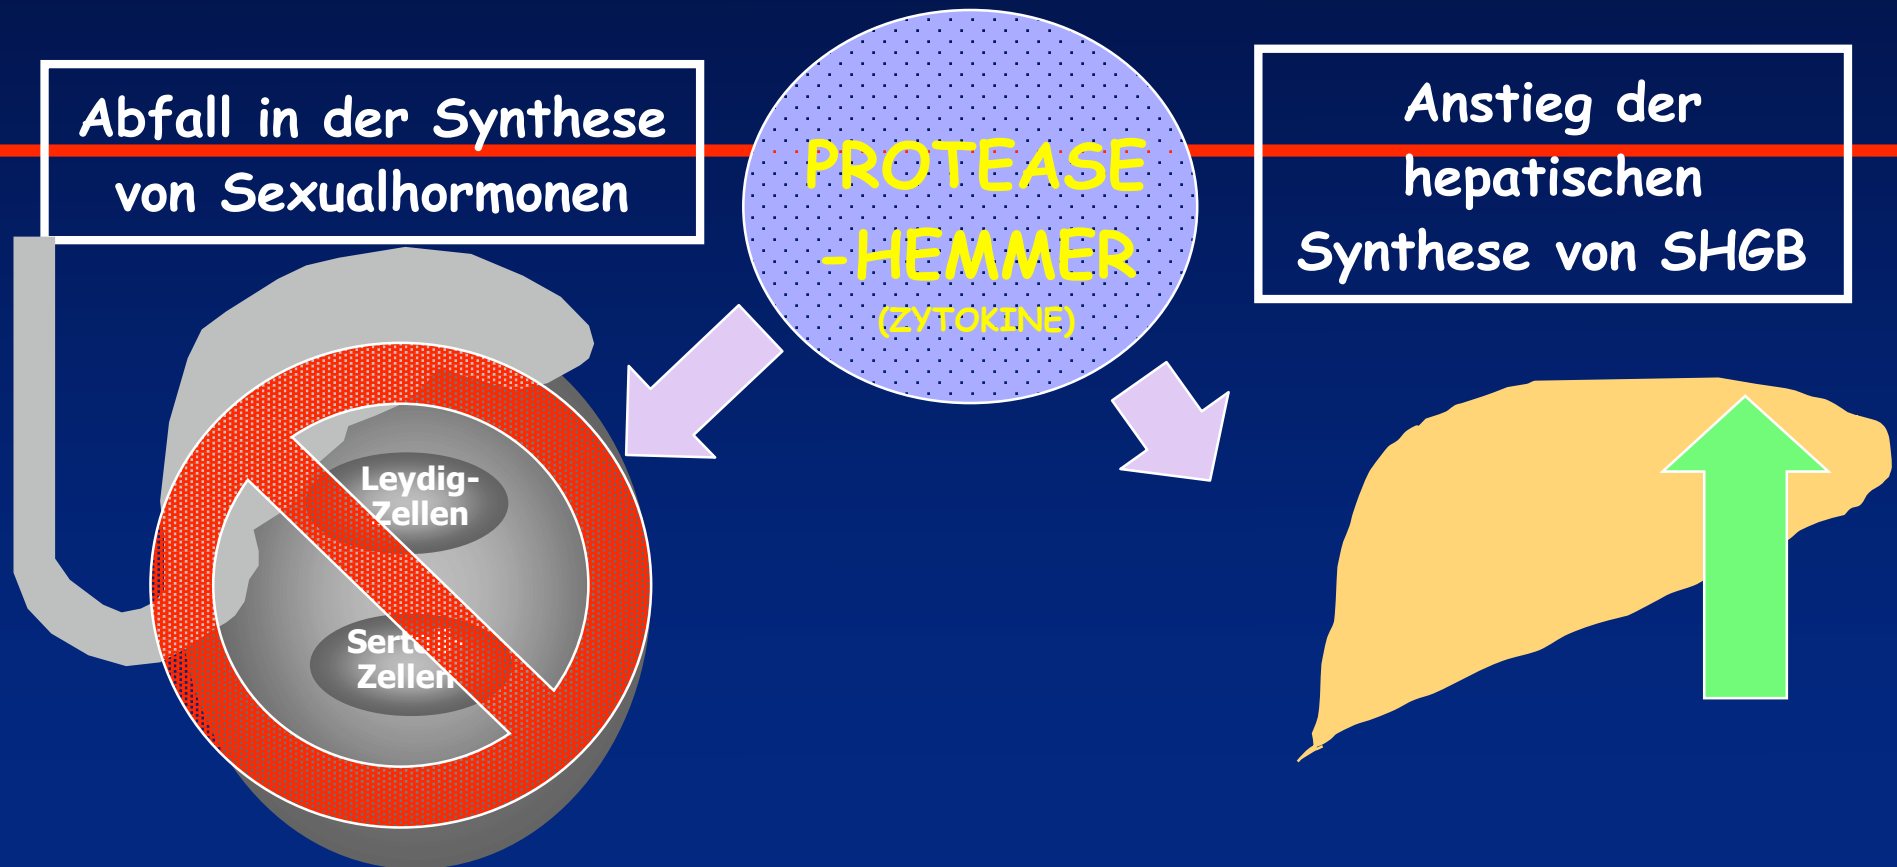 Abfall in der Synthese
von Sexualhormonen
PROTEASE
-HEMMER
(ZYTOKINE)
Anstieg der
hepatischen
Synthese von SHGB
Leydig-
Zellen
Zellen